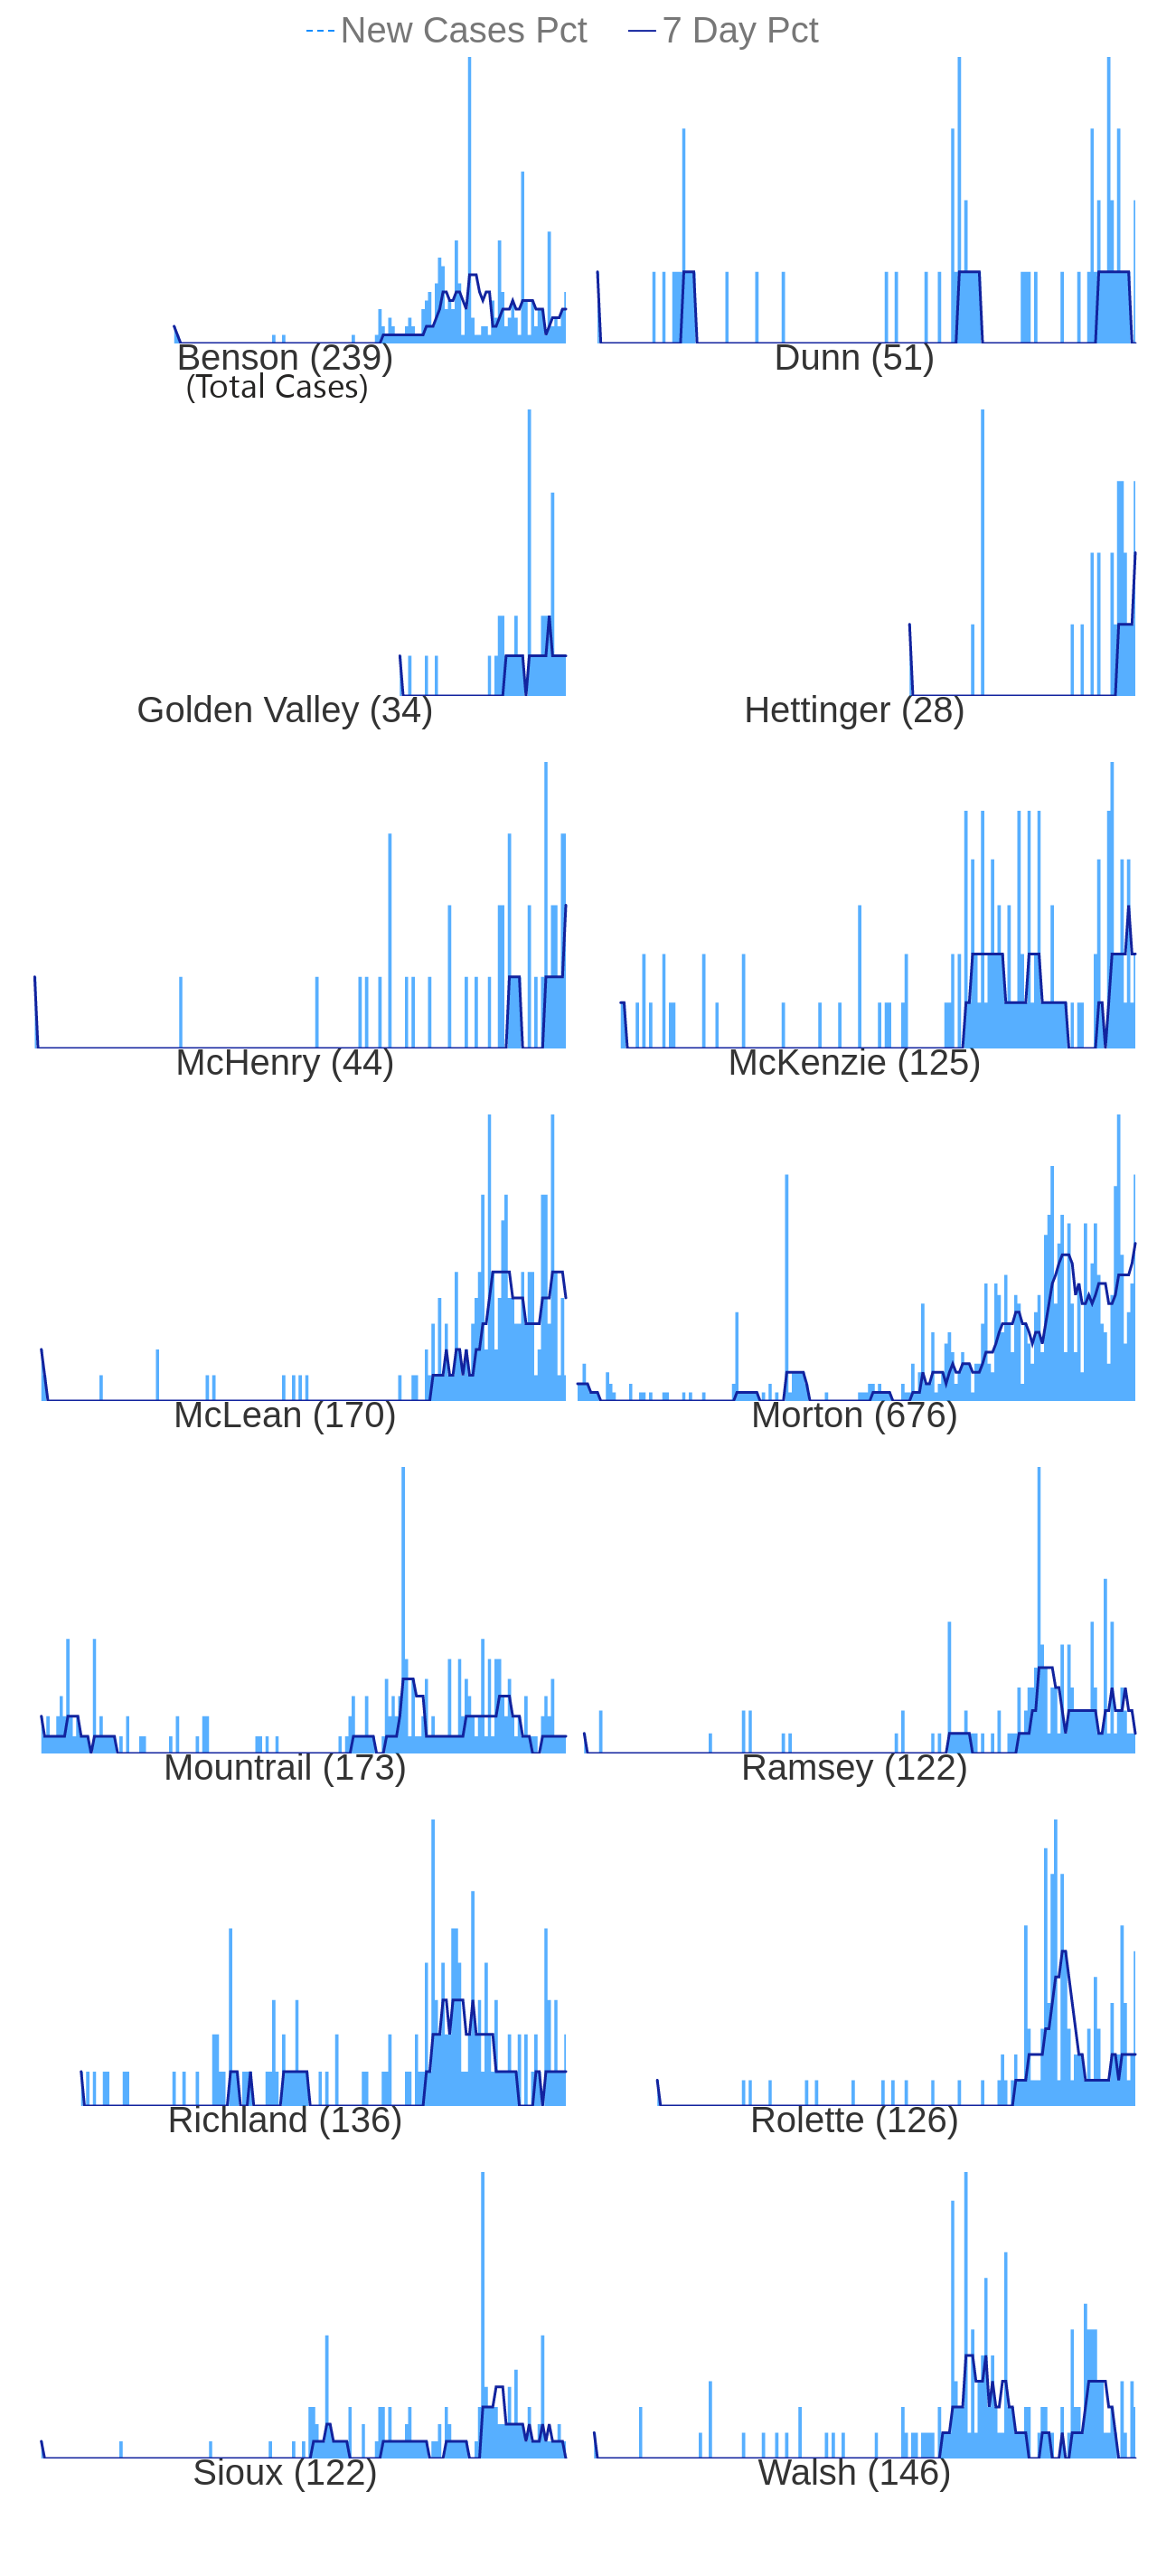 New Cases Pct 7 Day Pct
Benson (239) Dunn (51)
(Total Cases)
Golden Valley (34) Hettinger (28)
McHenry (44) McKenzie (125)
McLean (170) Morton (676)
Mountrail (173) Ramsey (122)
Richland (136) Rolette (126)
Sioux (122) Walsh (146)